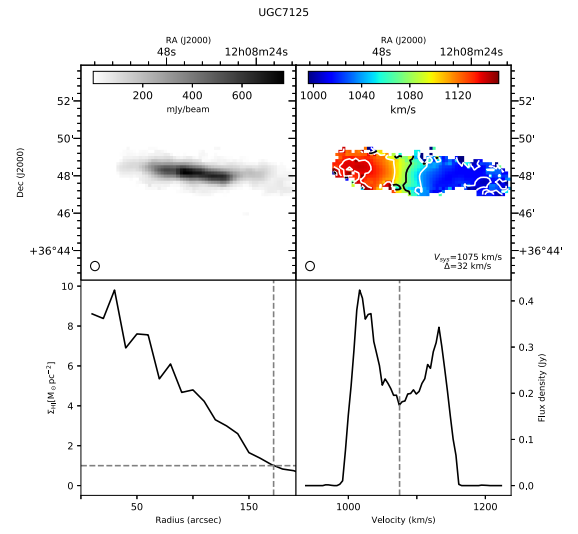 UGC7125
RA (J2000)
48s 12h08m24s
RA (J2000)
48s 12h08m24s
200 400 600
mJy/beam
1000 1040 1080 1120
km/s
52'
50'
48'
46'
+36°44'
Dec (J2000)
52'
50'
48'
46'
+36°44'
V_sys=1075 km/s
Δ=32 km/s
10
8
6
4
2
0
Σ_HI[M_⊙pc⁻²]
50 150
Radius (arcsec)
0.4
0.3
0.2
0.1
0.0
Flux density (Jy)
1000 1200
Velocity (km/s)